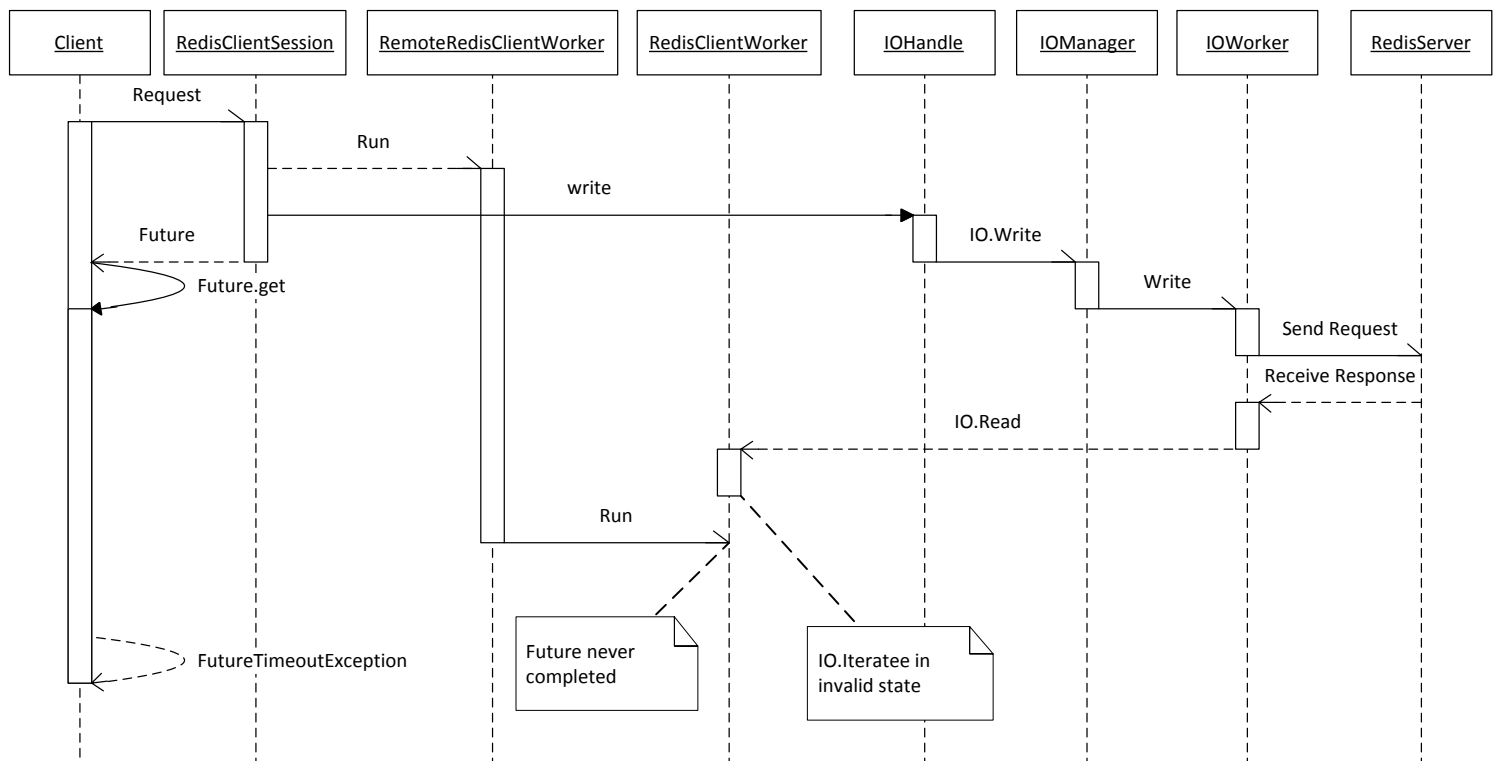 Client
RedisClientSession
RemoteRedisClientWorker
RedisClientWorker
IOHandle
IOManager
IOWorker
RedisServer
Request
Run
write
Future
IO.Write
Future.get
Write
Send Request
Receive Response
IO.Read
Run
Future never
completed
IO.Iteratee in
invalid state
FutureTimeoutException